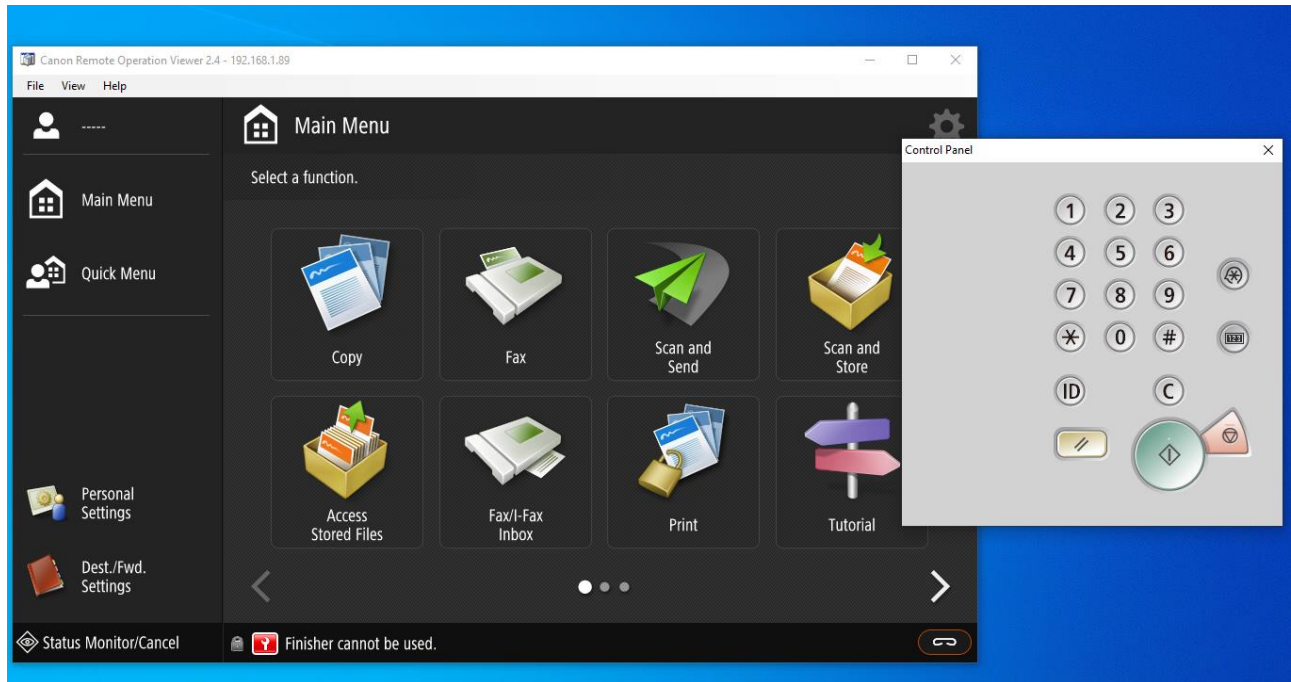 Canon Remote Operation Viewer 2.4 - 192.168.1.89
File View Help
-----
Main Menu
Quick Menu
Personal
Settings
Dest./Fwd.
Settings
Status Monitor/Cancel
Main Menu
Select a function.
Copy
Fax
Scan and
Send
Scan and
Store
Access
Stored Files
Fax/I-Fax
Inbox
Print
Tutorial
Finisher cannot be used.
Control Panel
1 2 3
4 5 6
7 8 9
* 0 #
ID C